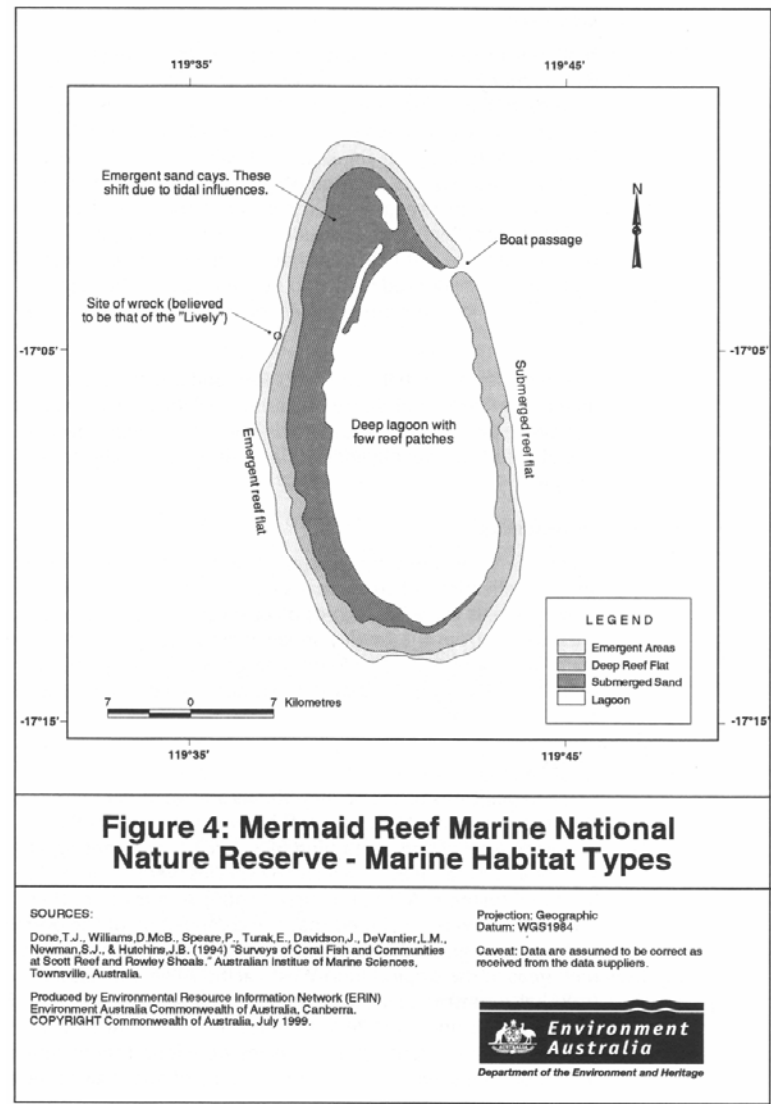 119°35'
119°45'
Emergent sand cays. These
shift due to tidal influences.
N
Boat passage
Site of wreck (believed
to be that of the "Lively")
-17°05'
-17°05'
Submerged reef flat
Deep lagoon with
few reef patches
Emergent reef flat
LEGEND
Emergent Areas
Deep Reef Flat
Submerged Sand
Lagoon
7 0 7 Kilometres
-17°15'
-17°15'
119°35'
119°45'
Figure 4: Mermaid Reef Marine National
Nature Reserve - Marine Habitat Types
SOURCES:
Done,T.J., Williams,D.McB., Speare,P., Turak,E., Davidson,J., DeVantier,L.M.,
Newman,S.J., & Hutchins,J.B. (1994) "Surveys of Coral Fish and Communities
at Scott Reef and Rowley Shoals." Australian Institue of Marine Sciences,
Townsville, Australia.
Produced by Environmental Resource Information Network (ERIN)
Environment Australia Commonwealth of Australia, Canberra.
COPYRIGHT Commonwealth of Australia, July 1999.
Projection: Geographic
Datum: WGS1984
Caveat: Data are assumed to be correct as
received from the data suppliers.
Environment
Australia
Department of the Environment and Heritage